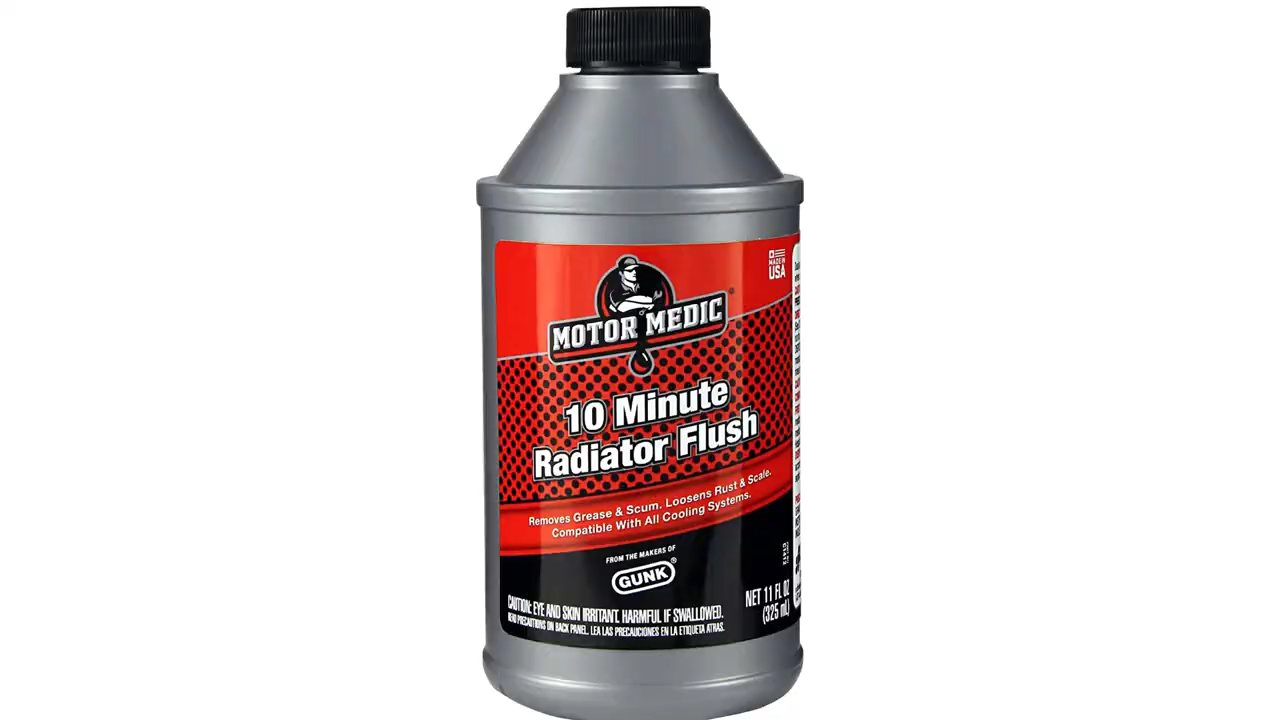 MADE IN
USA
MOTOR MEDIC®
10 Minute
Radiator Flush
Removes Grease & Scum. Loosens Rust & Scale.
Compatible With All Cooling Systems.
FROM THE MAKERS OF
GUNK®
CAUTION: EYE AND SKIN IRRITANT. HARMFUL IF SWALLOWED.
READ PRECAUTIONS ON BACK PANEL. LEA LAS PRECAUCIONES EN LA ETIQUETA ATRAS.
NET 11 FL OZ
(325 mL)